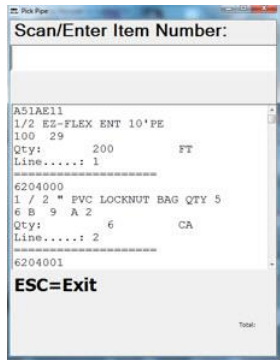 Pick Pipe
Scan/Enter Item Number:
A51AE11
1/2 EZ-FLEX ENT 10'PE
100 29
Qty: 200 FT
Line.....: 1
=====================
6204000
1 / 2 " PVC LOCKNUT BAG QTY 5
6 B 9 A 2
Qty: 6 CA
Line.....: 2
=====================
6204001
ESC=Exit
Total: